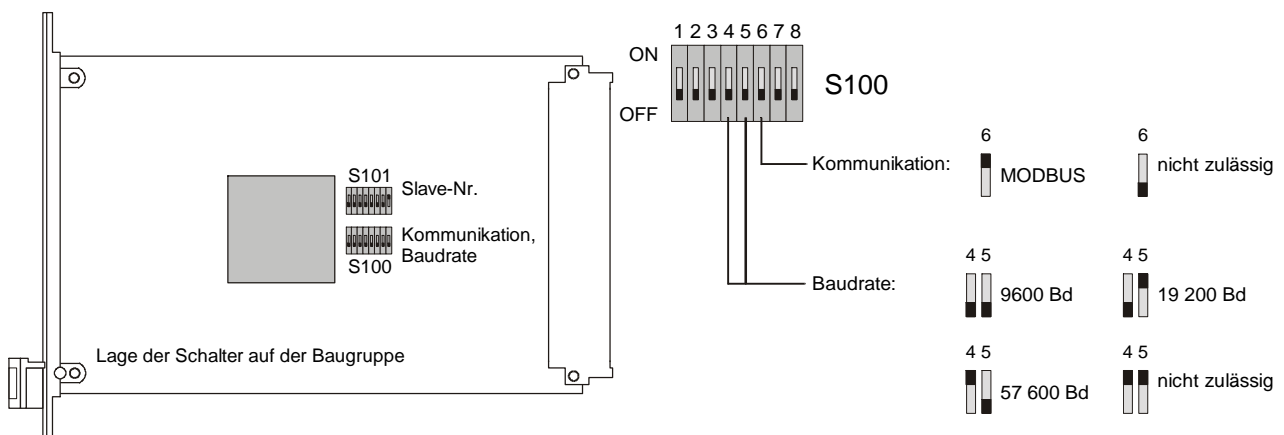 1 2 3 4 5 6 7 8
ON
OFF
S100
S101
Slave-Nr.
Kommunikation,
Baudrate
S100
Lage der Schalter auf der Baugruppe
Kommunikation:
6
MODBUS
6
nicht zulässig
Baudrate:
4 5
9600 Bd
4 5
19 200 Bd
4 5
57 600 Bd
4 5
nicht zulässig